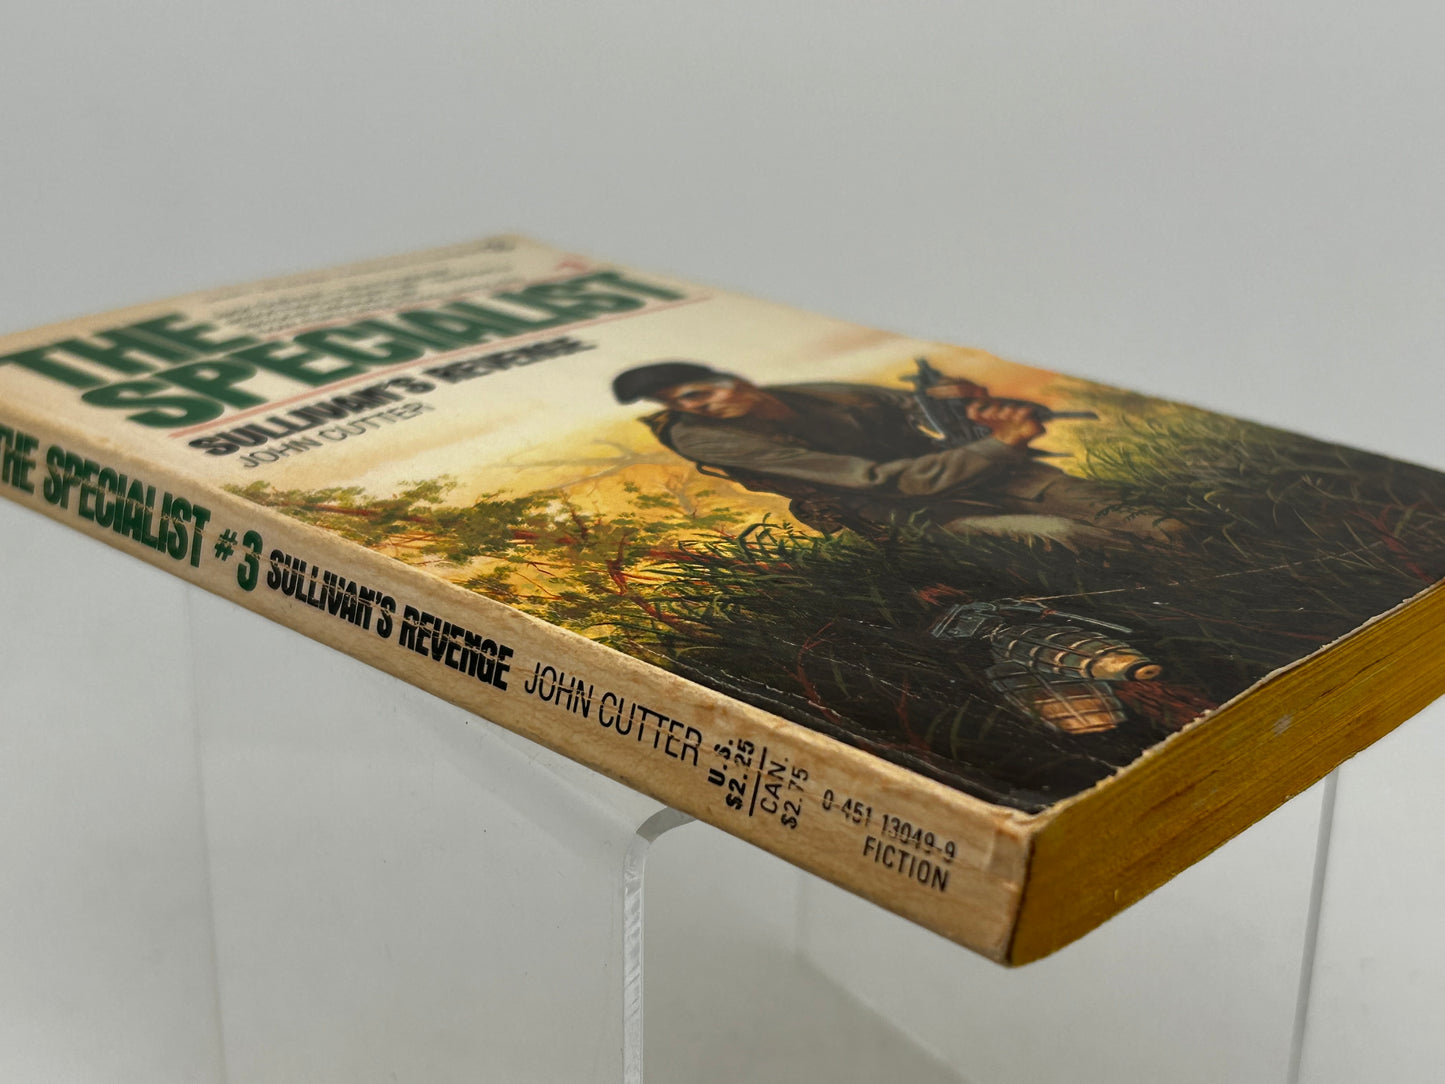 THE
SPECIALIST
SULLIVAN'S REVENGE
JOHN CUTTER
THE SPECIALIST #3 SULLIVAN'S REVENGE JOHN CUTTER
U.S.
$2.25
CAN.
$2.75
0-451-13049-9
FICTION